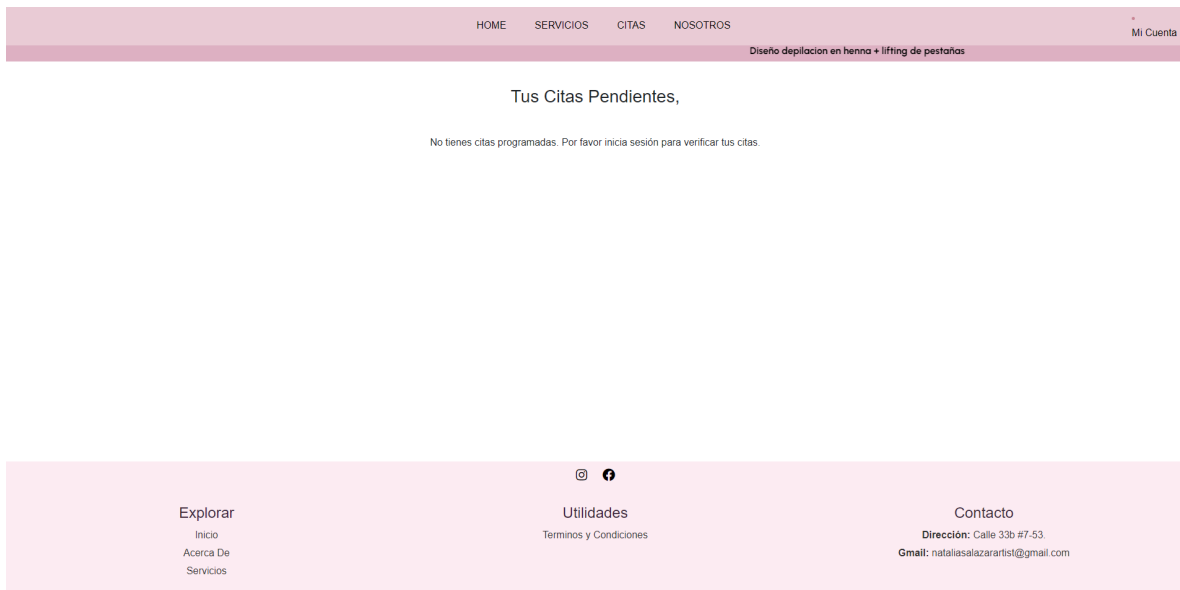 HOME SERVICIOS CITAS NOSOTROS
Mi Cuenta
Diseño depilacion en henna + lifting de pestañas
Tus Citas Pendientes,
No tienes citas programadas. Por favor inicia sesión para verificar tus citas.
Explorar
Inicio
Acerca De
Servicios
Utilidades
Terminos y Condiciones
Contacto
Dirección: Calle 33b #7-53.
Gmail: nataliasalazarartist@gmail.com